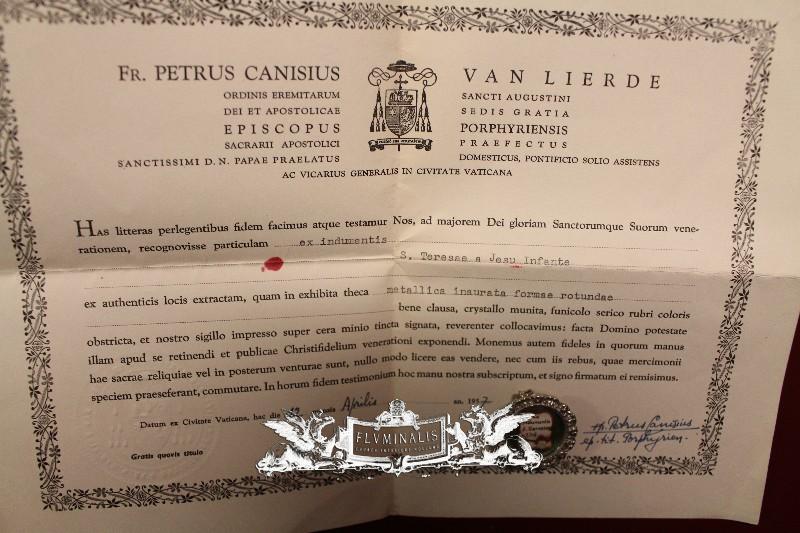 FR. PETRUS CANISIUS VAN LIERDE
ORDINIS EREMITARUM SANCTI AUGUSTINI
DEI ET APOSTOLICAE SEDIS GRATIA
EPISCOPUS PORPHYRIENSIS
SACRARII APOSTOLICI PRAEFECTUS
SANCTISSIMI D. N. PAPAE PRAELATUS DOMESTICUS, PONTIFICIO SOLIO ASSISTENS
AC VICARIUS GENERALIS IN CIVITATE VATICANA
HAS litteras perlegentibus fidem facimus atque testamur Nos, ad majorem Dei gloriam Sanctorumque Suorum vene-
rationem, recognovisse particulam ex indumentis
S. Teresae a Jesu Infante
ex authenticis locis extractam, quam in exhibita theca metallica inaurata formae rotundae
bene clausa, crystallo munita, funicolo serico rubri coloris
obstricta, et nostro sigillo impresso super cera minio tincta signata, reverenter collocavimus: facta Domino potestate
illam apud se retinendi et publicae Christifidelium venerationi exponendi. Monemus autem fideles in quorum manus
hae sacrae reliquiae vel in posterum venturae sunt, nullo modo licere eas vendere, nec cum iis rebus, quae mercimonii
speciem praeseferant, commutare. In horum fidem testimonium hoc manu nostra subscriptum, et signo firmatum ei remisimus.
Datum ex Civitate Vaticana, hac die mensis Aprilis an. 1957
Gratis quovis titulo
fr. Petrus Canisius
ep. tit. Porphyrien.
FLVMINALIS